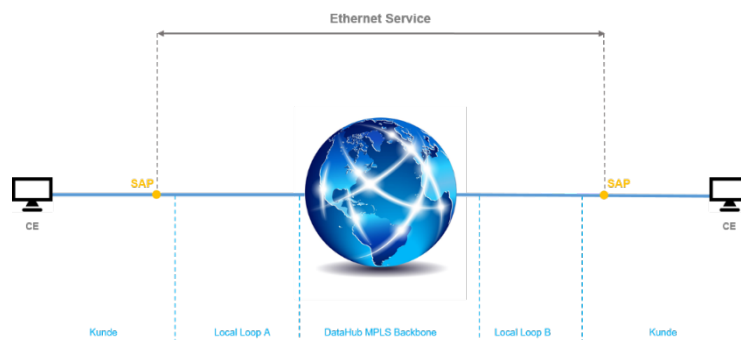 Ethernet Service
SAP
SAP
CE
CE
Kunde
Local Loop A
DataHub MPLS Backbone
Local Loop B
Kunde